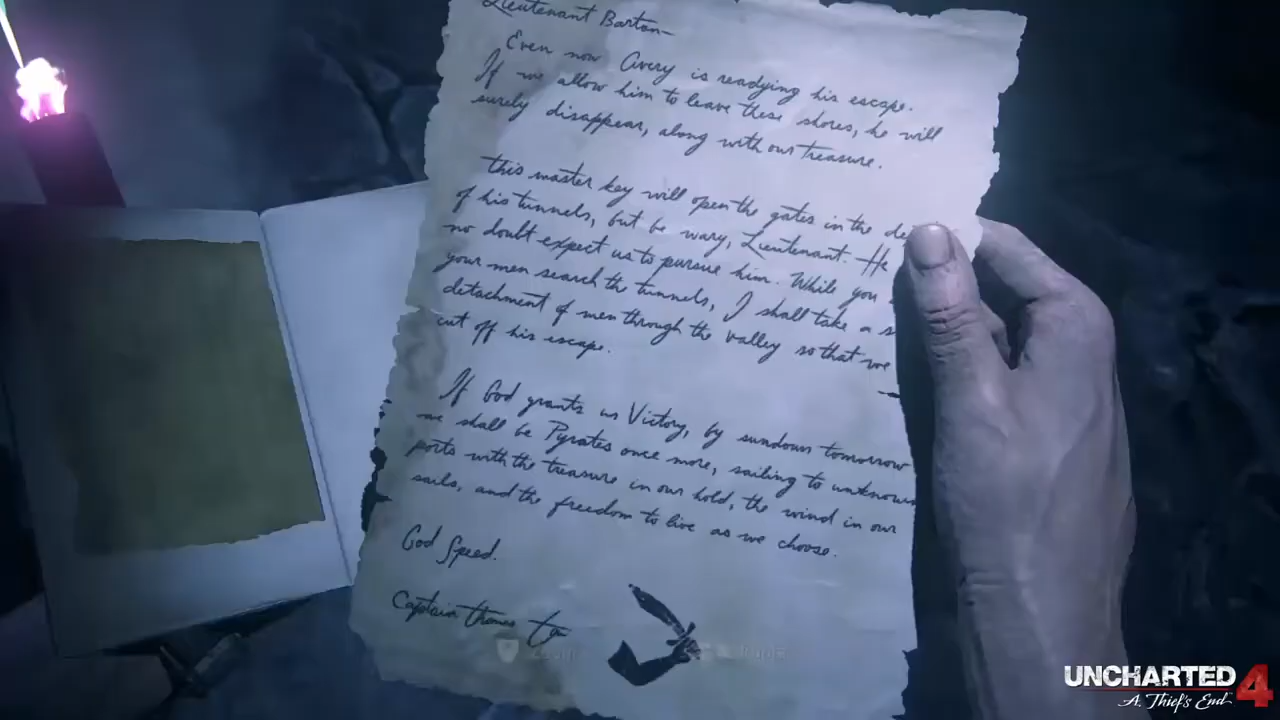 Lieutenant Barton—
Even now Avery is readying his escape.
If we allow him to leave these shores, he will
surely disappear, along with our treasure.
this master key will open the gates in the de
of his tunnels, but be wary, Lieutenant. He
no doubt expect us to pursue him. While you
your men search the tunnels, I shall take a s
detachment of men through the valley so that we
cut off his escape.
If God grants us Victory, by sundown tomorrow
we shall be Pyrates once more, sailing to unknown
ports with the treasure in our hold, the wind in our
sails, and the freedom to live as we choose.
God Speed.
Captain Thomas Tew
UNCHARTED 4
A Thief's End